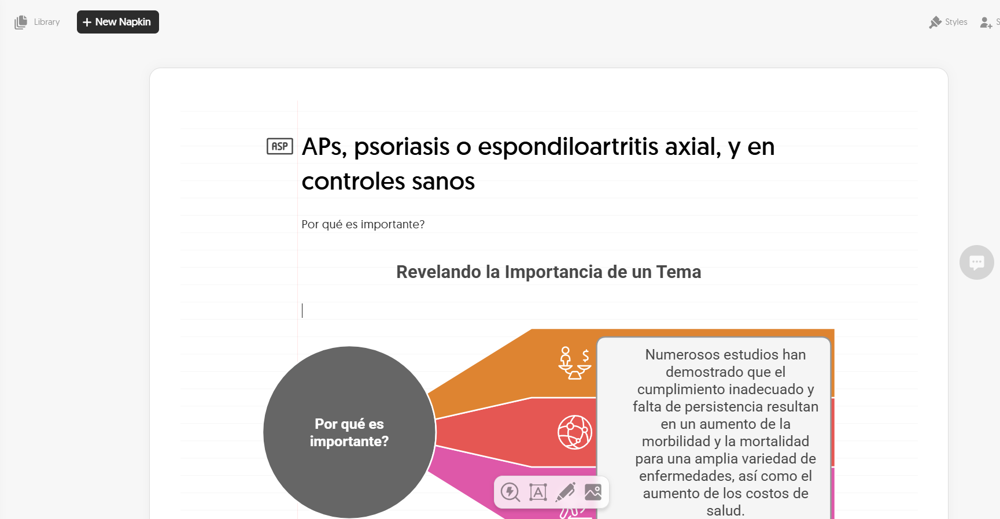 Library
New Napkin
Styles
S
ASP
APs, psoriasis o espondiloartritis axial, y en
controles sanos
Por qué es importante?
Revelando la Importancia de un Tema
Por qué es
importante?
$
Numerosos estudios han
demostrado que el
cumplimiento inadecuado y
falta de persistencia resultan
en un aumento de la
morbilidad y la mortalidad
para una amplia variedad de
enfermedades, así como el
aumento de los costos de
salud.
A